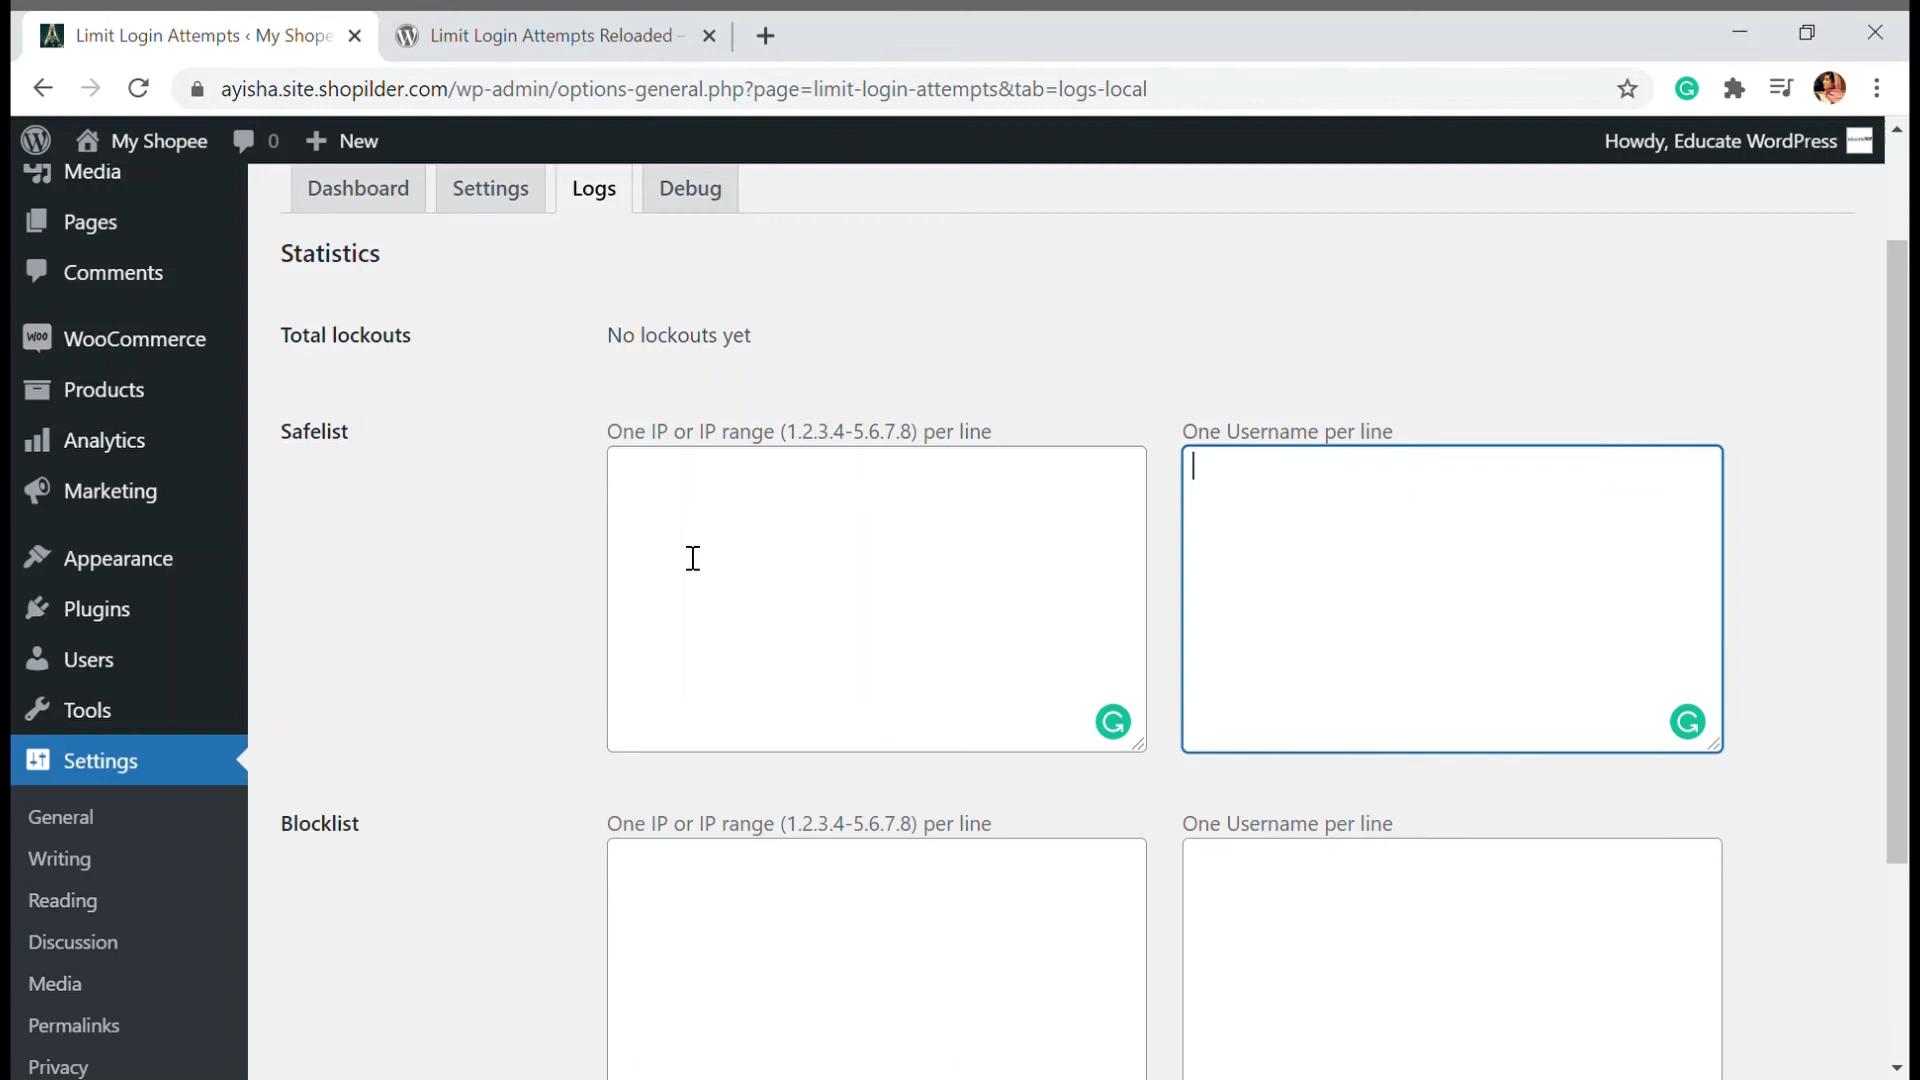 Limit Login Attempts ‹ My Shope
Limit Login Attempts Reloaded –
ayisha.site.shopilder.com/wp-admin/options-general.php?page=limit-login-attempts&tab=logs-local
My Shopee
0
New
Howdy, Educate WordPress
Media
Pages
Comments
WooCommerce
Products
Analytics
Marketing
Appearance
Plugins
Users
Tools
Settings
General
Writing
Reading
Discussion
Media
Permalinks
Privacy
Dashboard
Settings
Logs
Debug
Statistics
Total lockouts
No lockouts yet
Safelist
One IP or IP range (1.2.3.4-5.6.7.8) per line
One Username per line
Blocklist
One IP or IP range (1.2.3.4-5.6.7.8) per line
One Username per line